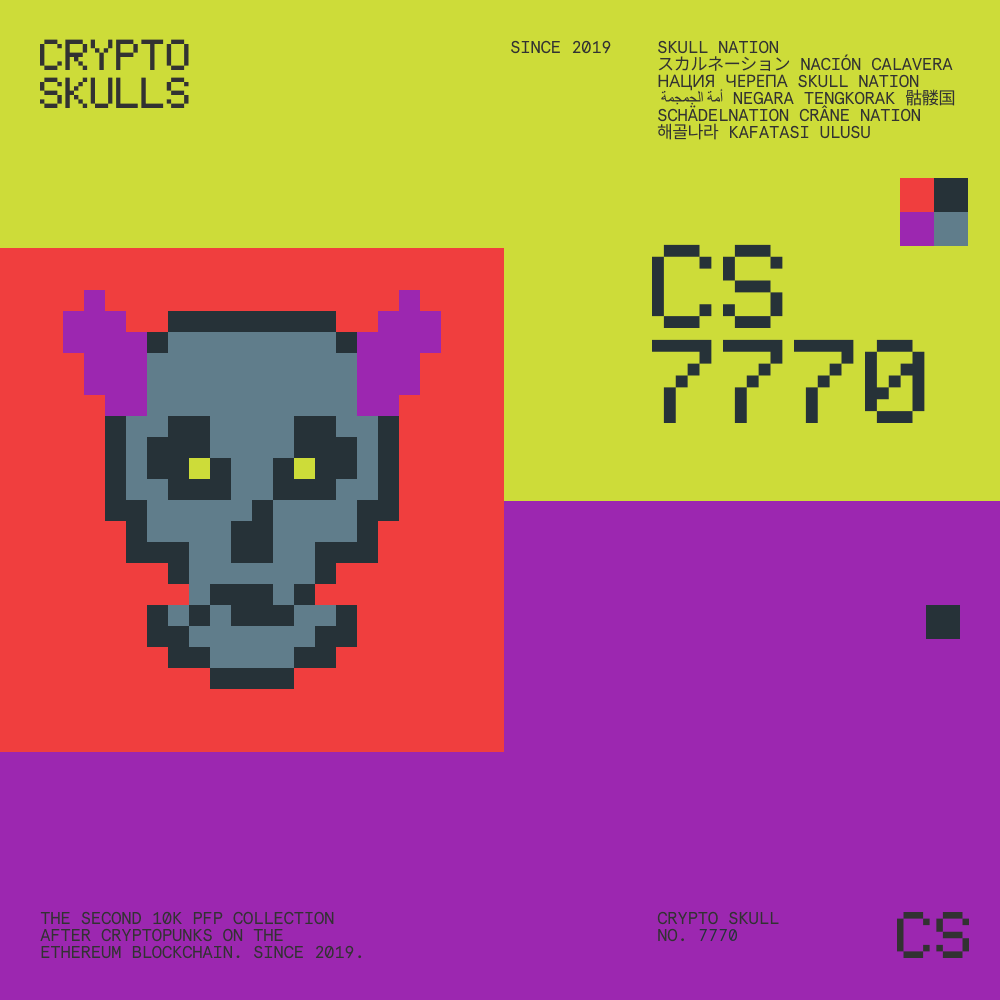 CRYPTO
SKULLS
SINCE 2019
SKULL NATION
スカルネーション NACIÓN CALAVERA
НАЦИЯ ЧЕРЕПА SKULL NATION
أمة الجمجمة NEGARA TENGKORAK 骷髅国
SCHÄDELNATION CRÂNE NATION
해골나라 KAFATASI ULUSU
CS
7770
THE SECOND 10K PFP COLLECTION
AFTER CRYPTOPUNKS ON THE
ETHEREUM BLOCKCHAIN. SINCE 2019.
CRYPTO SKULL
NO. 7770
CS